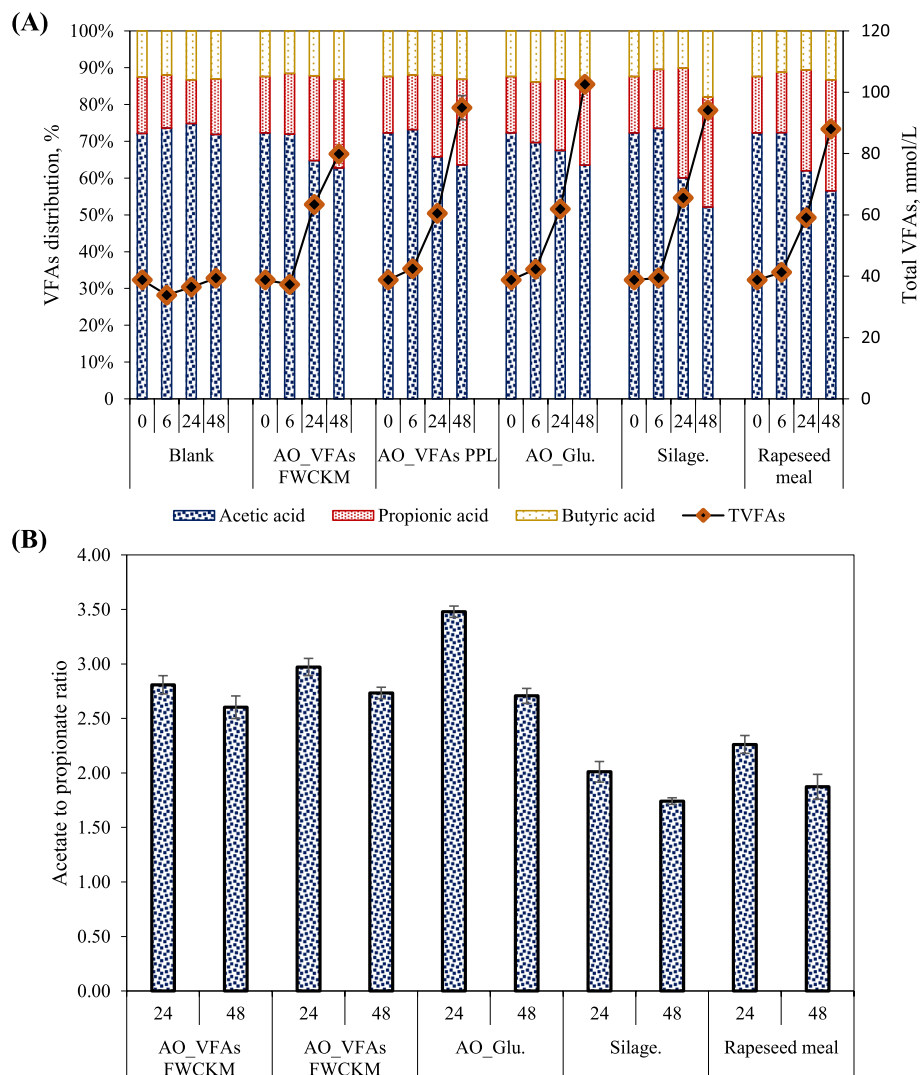 (A)
100%
90%
80%
70%
60%
50%
40%
30%
20%
10%
0
VFAs distribution, %
120
100
80
60
40
20
0
Total VFAs, mmol/L
0 6 24 48 0 6 24 48 0 6 24 48 0 6 24 48 0 6 24 48 0 6 24 48
Blank AO_VFAs AO_VFAs PPL AO_Glu. Silage. Rapeseed
FWCKM meal
Acetic acid Propionic acid Butyric acid TVFAs
(B)
4.00
3.50
3.00
2.50
2.00
1.50
1.00
0.50
0.00
Acetate to propionate ratio
24 48 24 48 24 48 24 48 24 48
AO_VFAs AO_VFAs AO_Glu. Silage. Rapeseed meal
FWCKM FWCKM